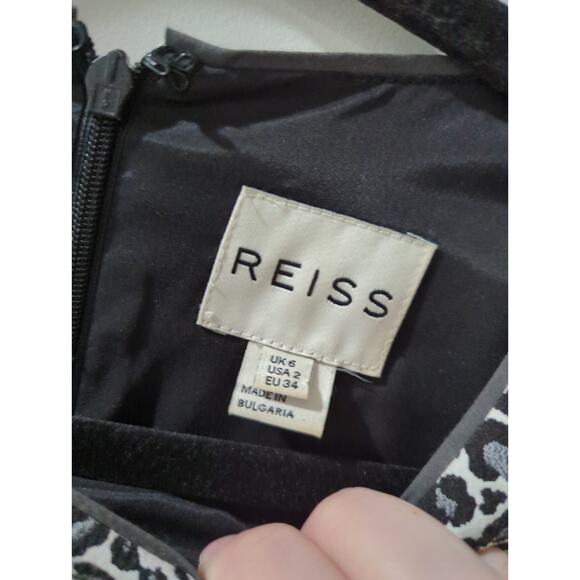 REISS
UK 6
USA 2
EU 34
MADE IN
BULGARIA